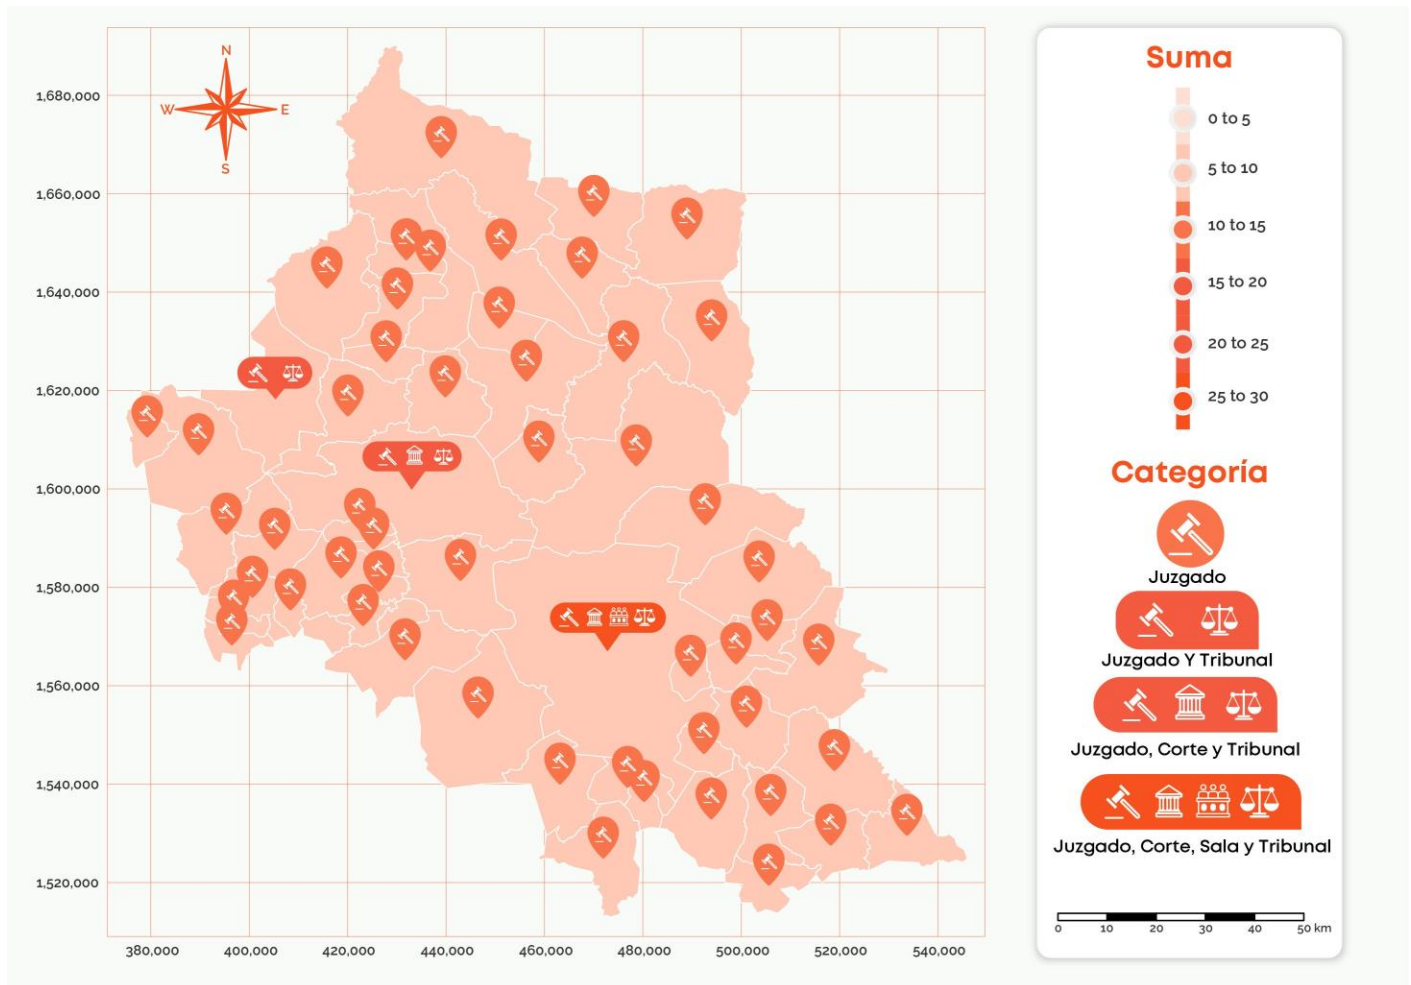 N
W E
S
1,680,000
1,660,000
1,640,000
1,620,000
1,600,000
1,580,000
1,560,000
1,540,000
1,520,000
380,000 400,000 420,000 440,000 460,000 480,000 500,000 520,000 540,000
Suma
0 to 5
5 to 10
10 to 15
15 to 20
20 to 25
25 to 30
Categoría
Juzgado
Juzgado Y Tribunal
Juzgado, Corte y Tribunal
Juzgado, Corte, Sala y Tribunal
0 10 20 30 40 50 km